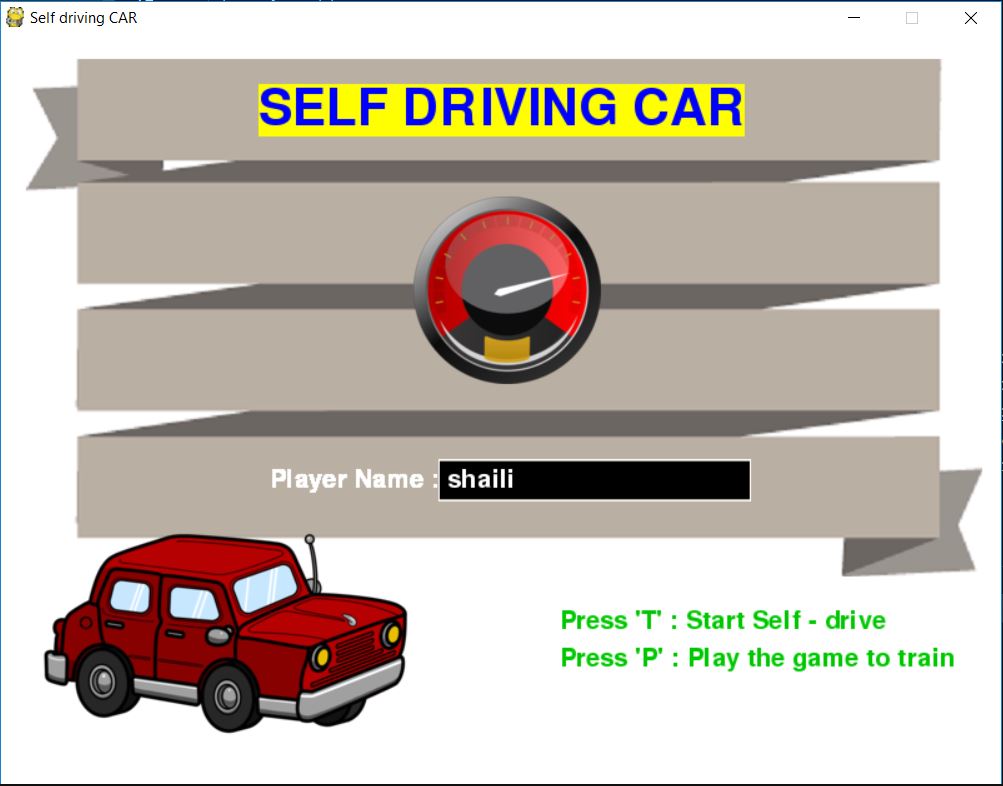 Self driving CAR
SELF DRIVING CAR
Player Name : shaili
Press 'T' : Start Self - drive
Press 'P' : Play the game to train